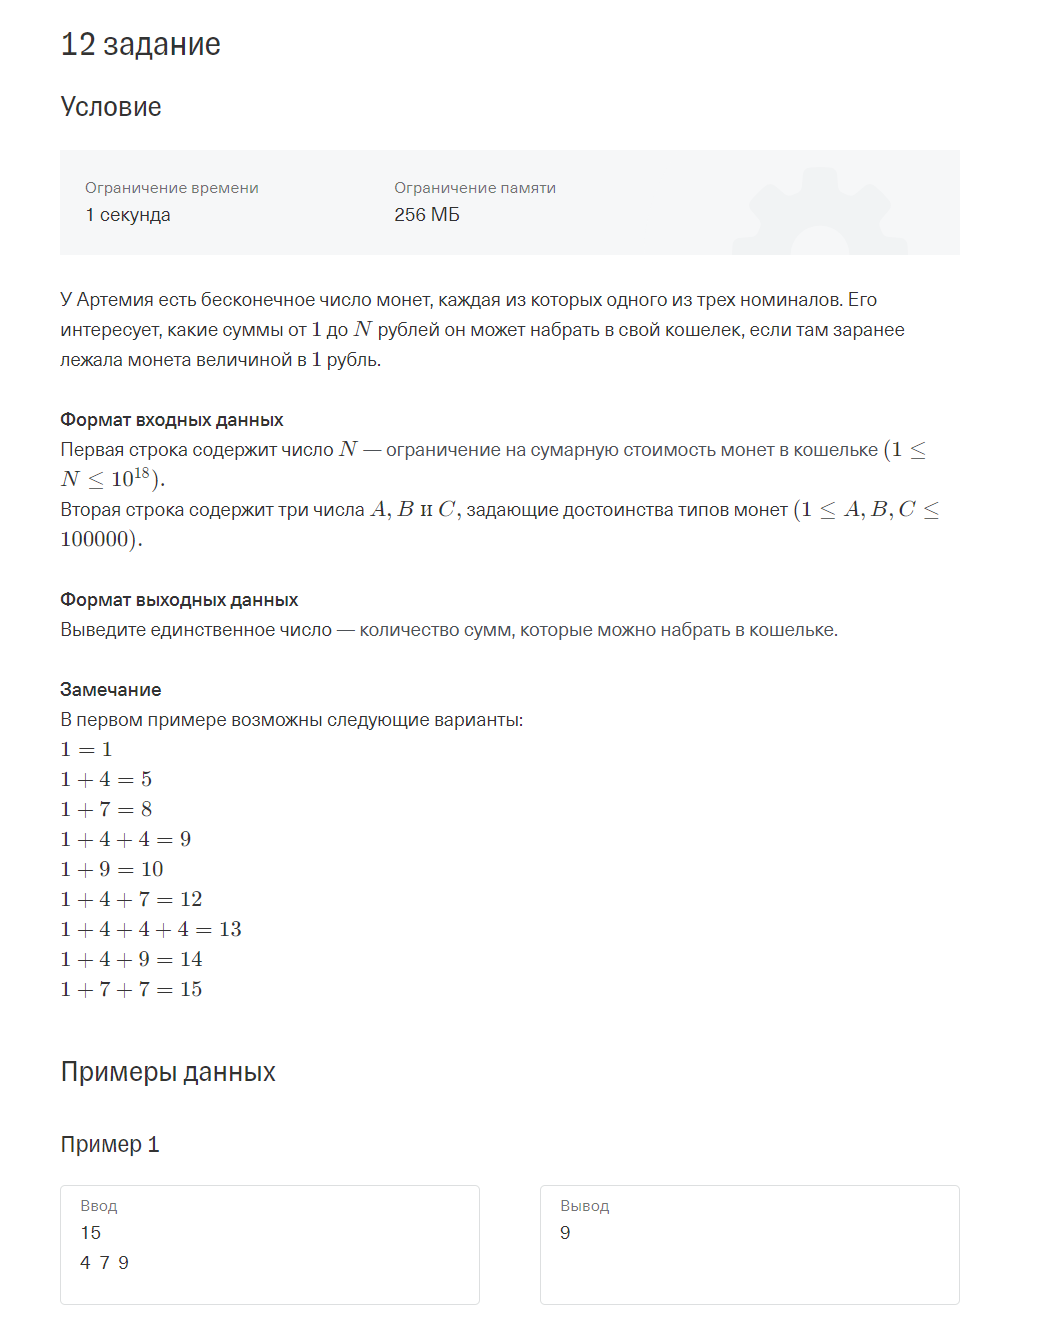 12 задание
Условие
Ограничение времени
1 секунда
Ограничение памяти
256 МБ
У Артемия есть бесконечное число монет, каждая из которых одного из трех номиналов. Его
интересует, какие суммы от 1 до N рублей он может набрать в свой кошелек, если там заранее
лежала монета величиной в 1 рубль.
Формат входных данных
Первая строка содержит число N — ограничение на сумарную стоимость монет в кошельке (1 ≤
N ≤ 10^18).
Вторая строка содержит три числа A, B и C, задающие достоинства типов монет (1 ≤ A, B, C ≤
100000).
Формат выходных данных
Выведите единственное число — количество сумм, которые можно набрать в кошельке.
Замечание
В первом примере возможны следующие варианты:
1 = 1
1 + 4 = 5
1 + 7 = 8
1 + 4 + 4 = 9
1 + 9 = 10
1 + 4 + 7 = 12
1 + 4 + 4 + 4 = 13
1 + 4 + 9 = 14
1 + 7 + 7 = 15
Примеры данных
Пример 1
Ввод
15
4 7 9
Вывод
9